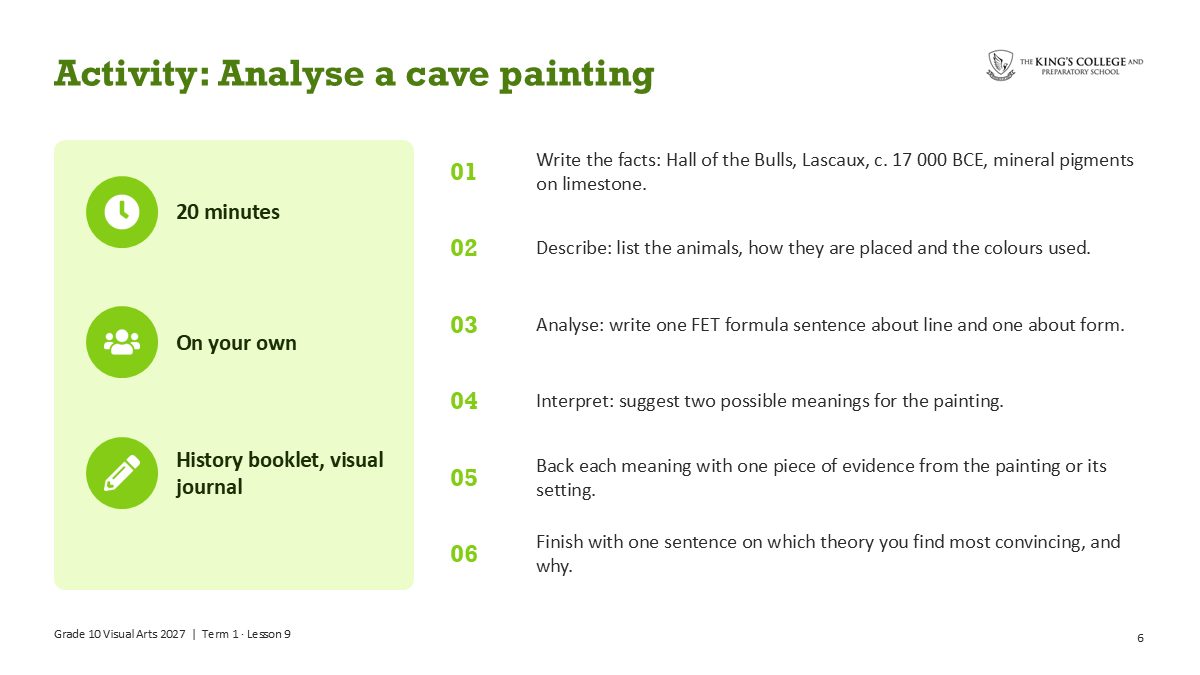 Activity: Analyse a cave painting
THE KING'S COLLEGE AND
PREPARATORY SCHOOL
20 minutes
On your own
History booklet, visual
journal
01
Write the facts: Hall of the Bulls, Lascaux, c. 17 000 BCE, mineral pigments
on limestone.
02
Describe: list the animals, how they are placed and the colours used.
03
Analyse: write one FET formula sentence about line and one about form.
04
Interpret: suggest two possible meanings for the painting.
05
Back each meaning with one piece of evidence from the painting or its
setting.
06
Finish with one sentence on which theory you find most convincing, and
why.
Grade 10 Visual Arts 2027 | Term 1 · Lesson 9
6